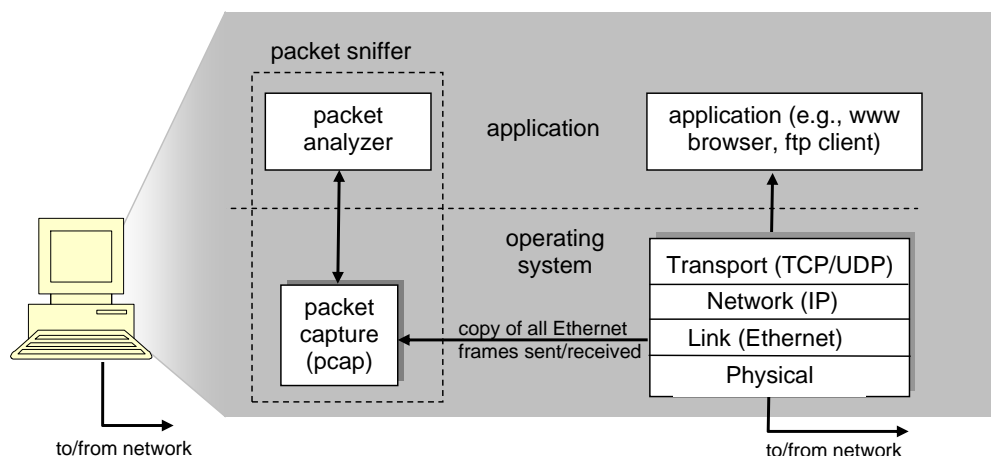 packet sniffer
packet
analyzer
application
application (e.g., www
browser, ftp client)
operating
system
packet
capture
(pcap)
copy of all Ethernet
frames sent/received
Transport (TCP/UDP)
Network (IP)
Link (Ethernet)
Physical
to/from network
to/from network